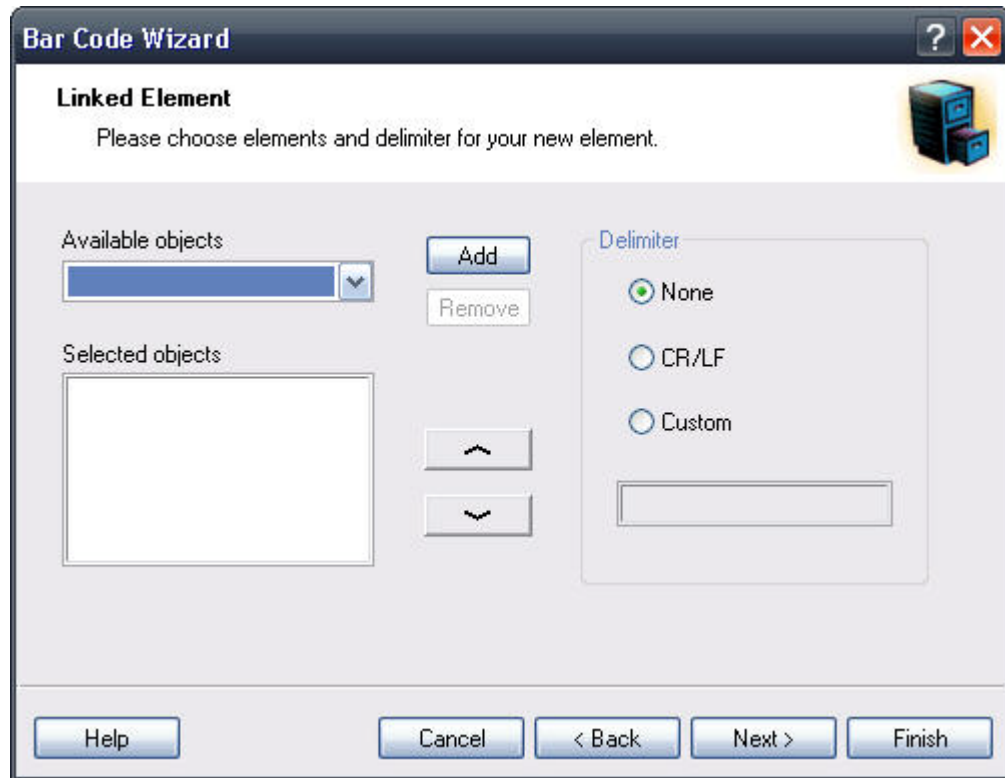 Bar Code Wizard
?
Linked Element
Please choose elements and delimiter for your new element.
Available objects
Add
Remove
Selected objects
Delimiter
None
CR/LF
Custom
Help
Cancel
< Back
Next >
Finish